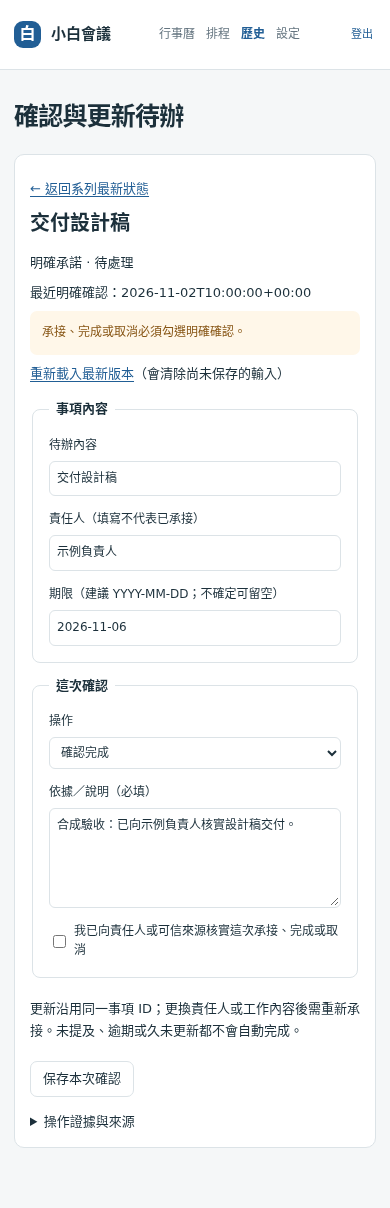 白 小白會議 行事曆 排程 歷史 設定 登出
確認與更新待辦
← 返回系列最新狀態
交付設計稿
明確承諾 · 待處理
最近明確確認：2026-11-02T10:00:00+00:00
承接、完成或取消必須勾選明確確認。
重新載入最新版本（會清除尚未保存的輸入）
事項內容
待辦內容
交付設計稿
責任人（填寫不代表已承接）
示例負責人
期限（建議 YYYY-MM-DD；不確定可留空）
2026-11-06
這次確認
操作
確認完成
依據／說明（必填）
合成驗收：已向示例負責人核實設計稿交付。
我已向責任人或可信來源核實這次承接、完成或取
消
更新沿用同一事項 ID；更換責任人或工作內容後需重新承
接。未提及、逾期或久未更新都不會自動完成。
保存本次確認
操作證據與來源